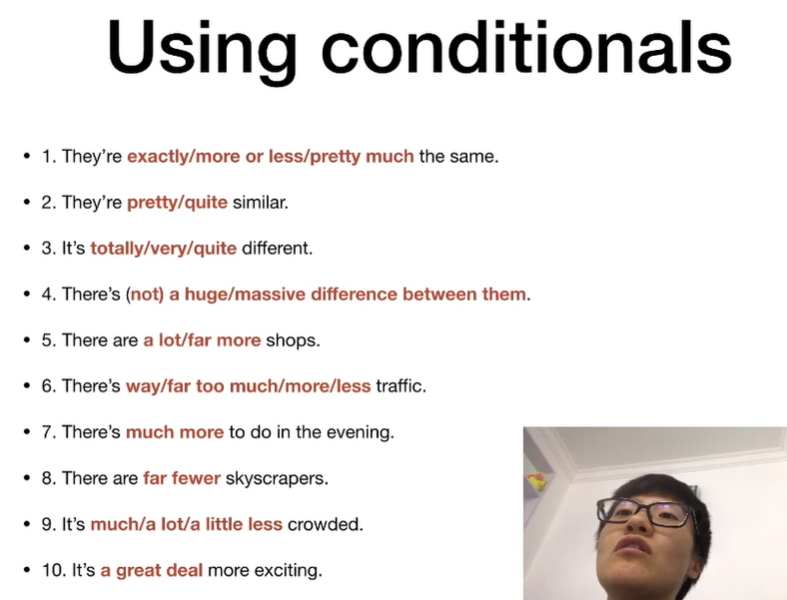 Using conditionals
• 1. They're exactly/more or less/pretty much the same.
• 2. They're pretty/quite similar.
• 3. It's totally/very/quite different.
• 4. There's (not) a huge/massive difference between them.
• 5. There are a lot/far more shops.
• 6. There's way/far too much/more/less traffic.
• 7. There's much more to do in the evening.
• 8. There are far fewer skyscrapers.
• 9. It's much/a lot/a little less crowded.
• 10. It's a great deal more exciting.